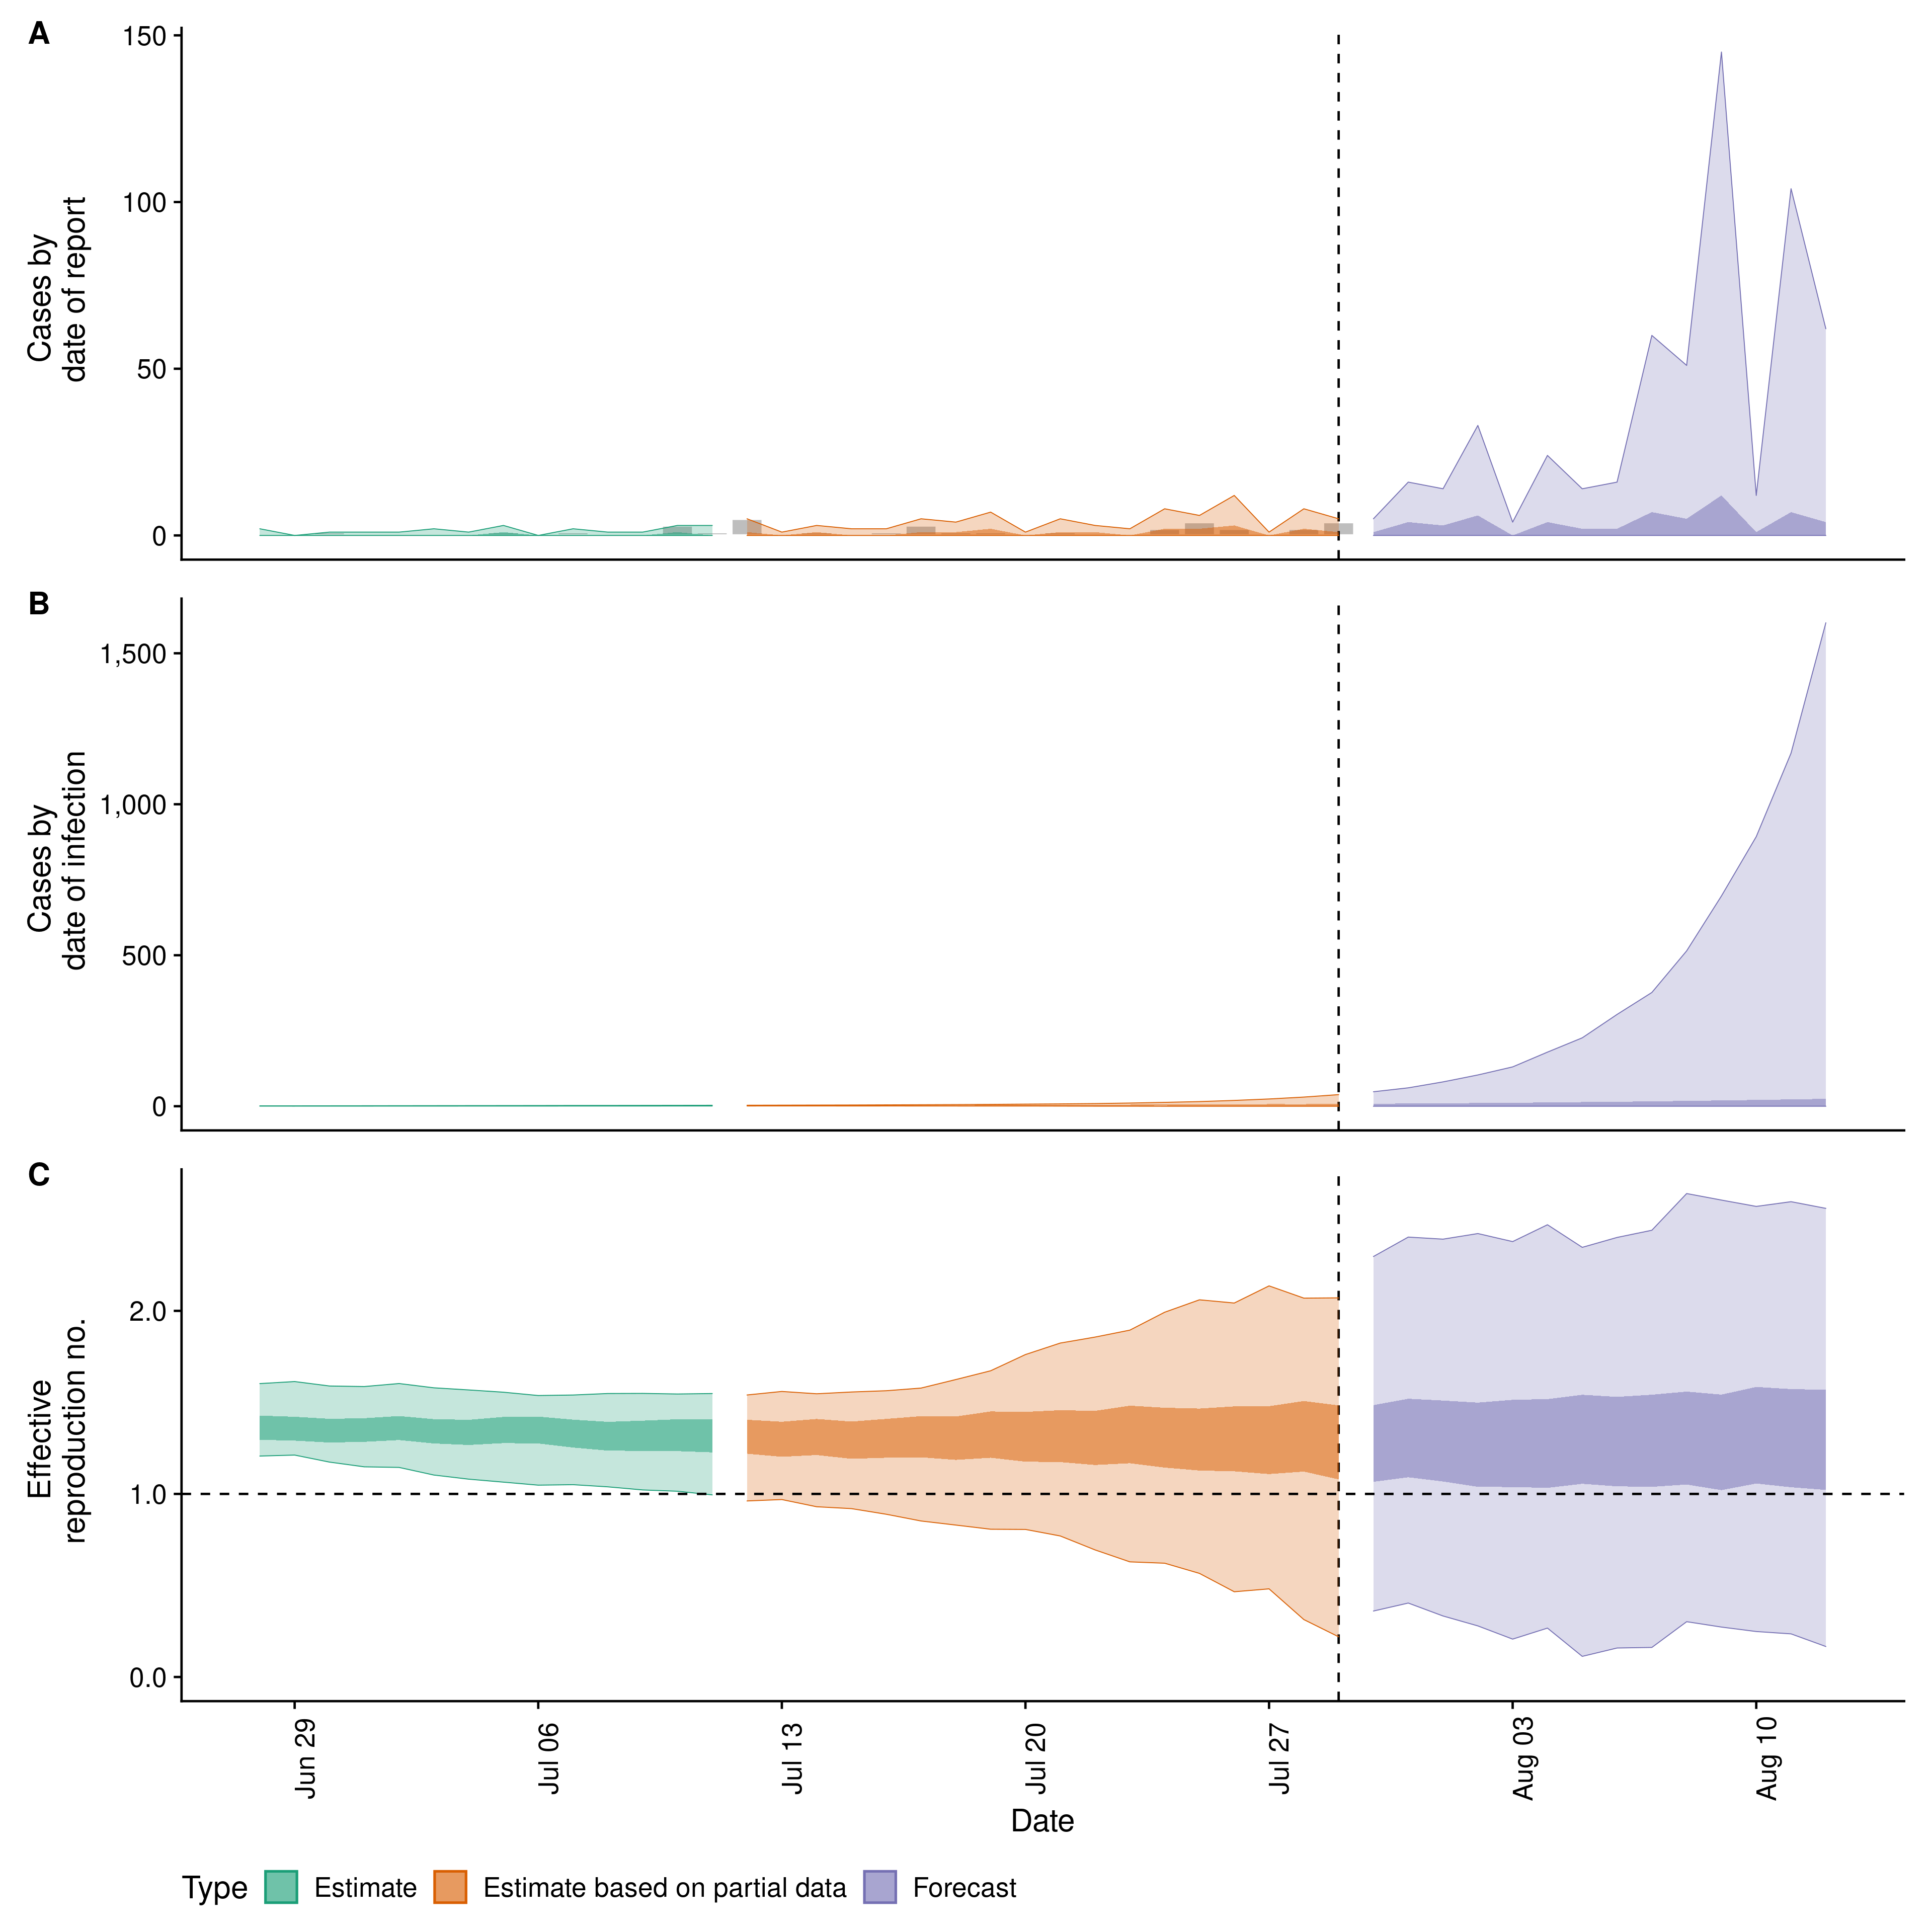 A
Cases by
date of report
150
100
50
0
B
Cases by
date of infection
1,500
1,000
500
0
C
Effective
reproduction no.
2.0
1.0
0.0
Jun 29
Jul 06
Jul 13
Jul 20
Jul 27
Aug 03
Aug 10
Date
Type Estimate Estimate based on partial data Forecast